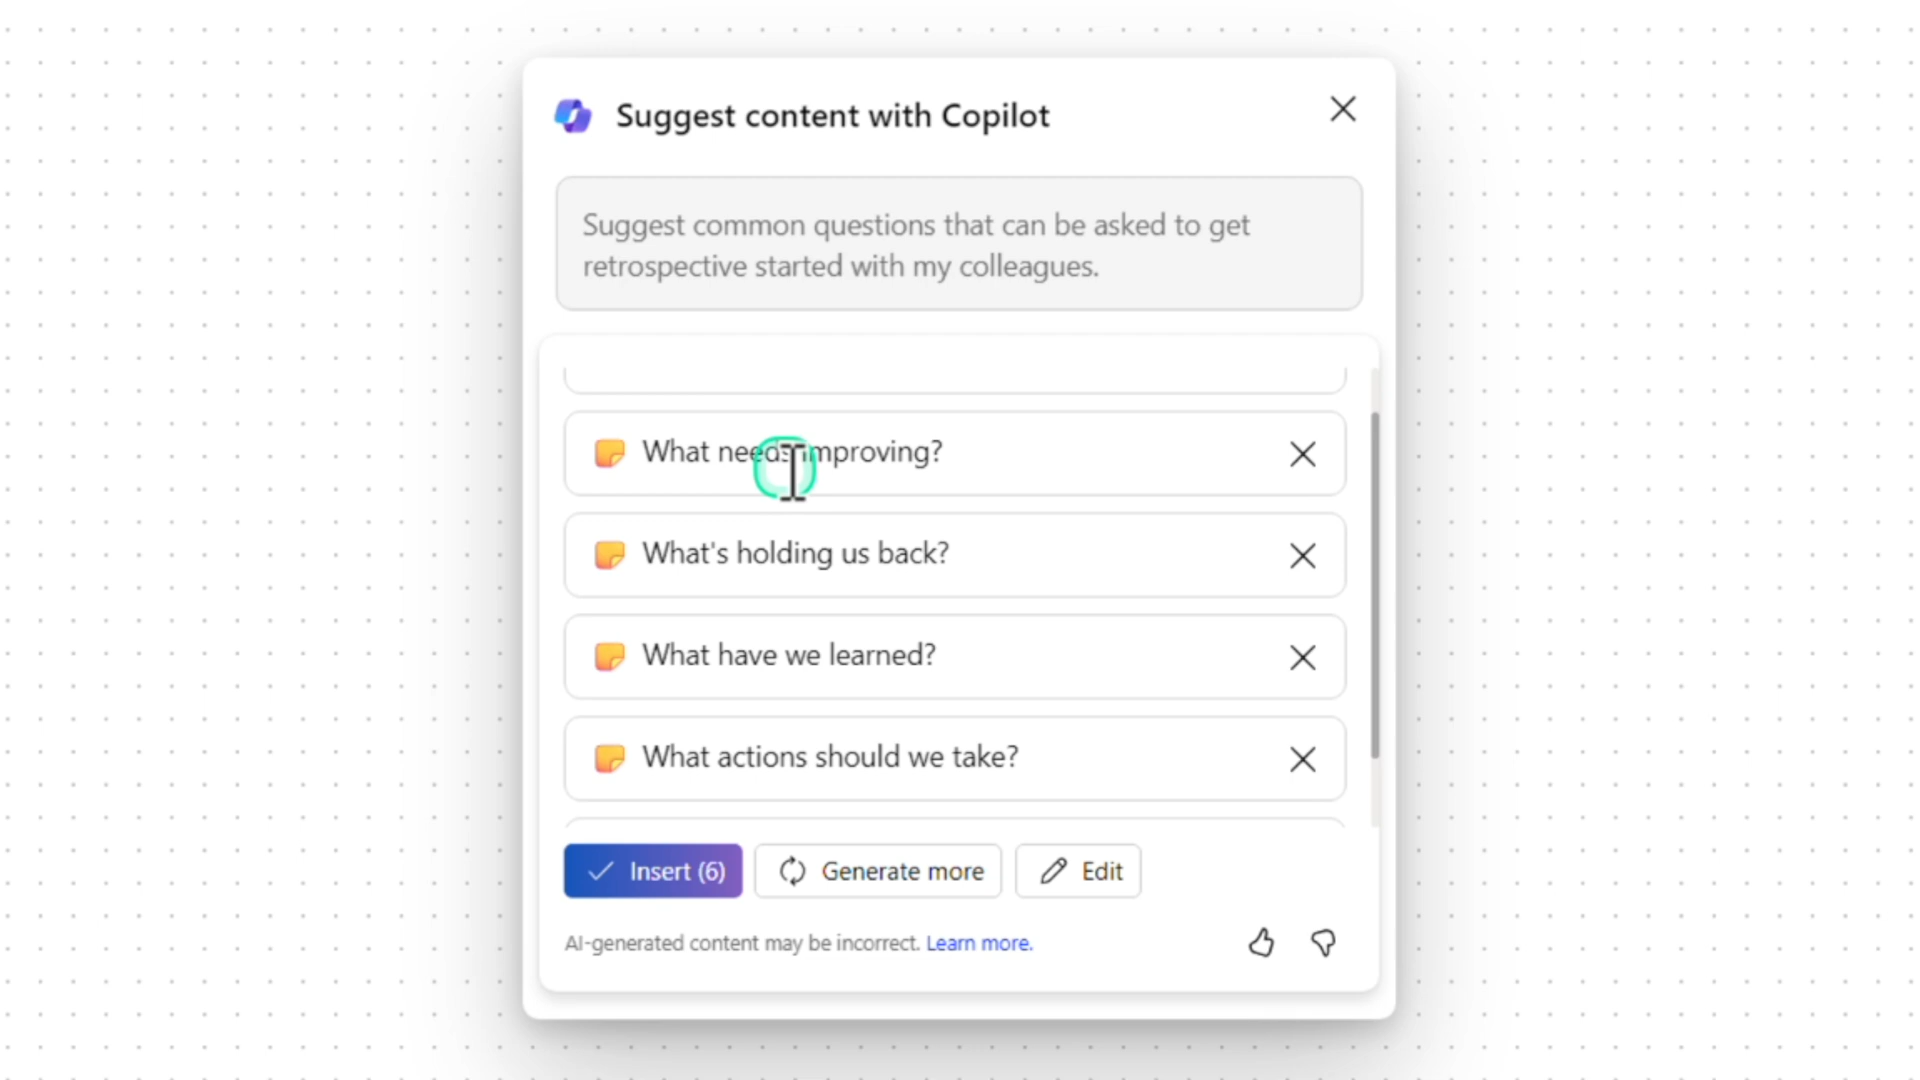 Suggest content with Copilot
Suggest common questions that can be asked to get
retrospective started with my colleagues.
What needs improving?
What's holding us back?
What have we learned?
What actions should we take?
Insert (6)
Generate more
Edit
AI-generated content may be incorrect. Learn more.